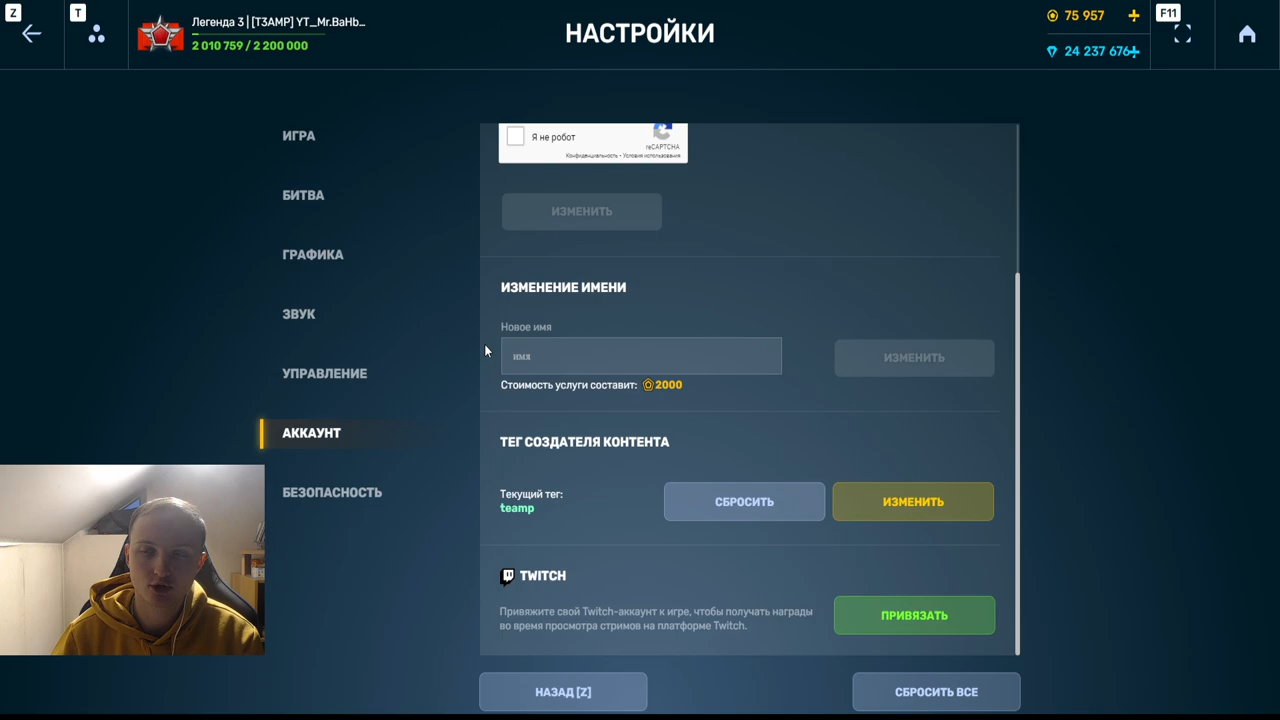 Z
T
Легенда 3 | [T3AMP] YT_Mr.BaHb...
2 010 759 / 2 200 000
НАСТРОЙКИ
75 957
24 237 676
F11
ИГРА
БИТВА
ГРАФИКА
ЗВУК
УПРАВЛЕНИЕ
АККАУНТ
БЕЗОПАСНОСТЬ
Я не робот
reCAPTCHA
Конфиденциальность - Условия использования
ИЗМЕНИТЬ
ИЗМЕНЕНИЕ ИМЕНИ
Новое имя
имя
ИЗМЕНИТЬ
Стоимость услуги составит: 2000
ТЕГ СОЗДАТЕЛЯ КОНТЕНТА
Текущий тег:
teamp
СБРОСИТЬ
ИЗМЕНИТЬ
TWITCH
Привяжите свой Twitch-аккаунт к игре, чтобы получать награды
во время просмотра стримов на платформе Twitch.
ПРИВЯЗАТЬ
НАЗАД [Z]
СБРОСИТЬ ВСЕ